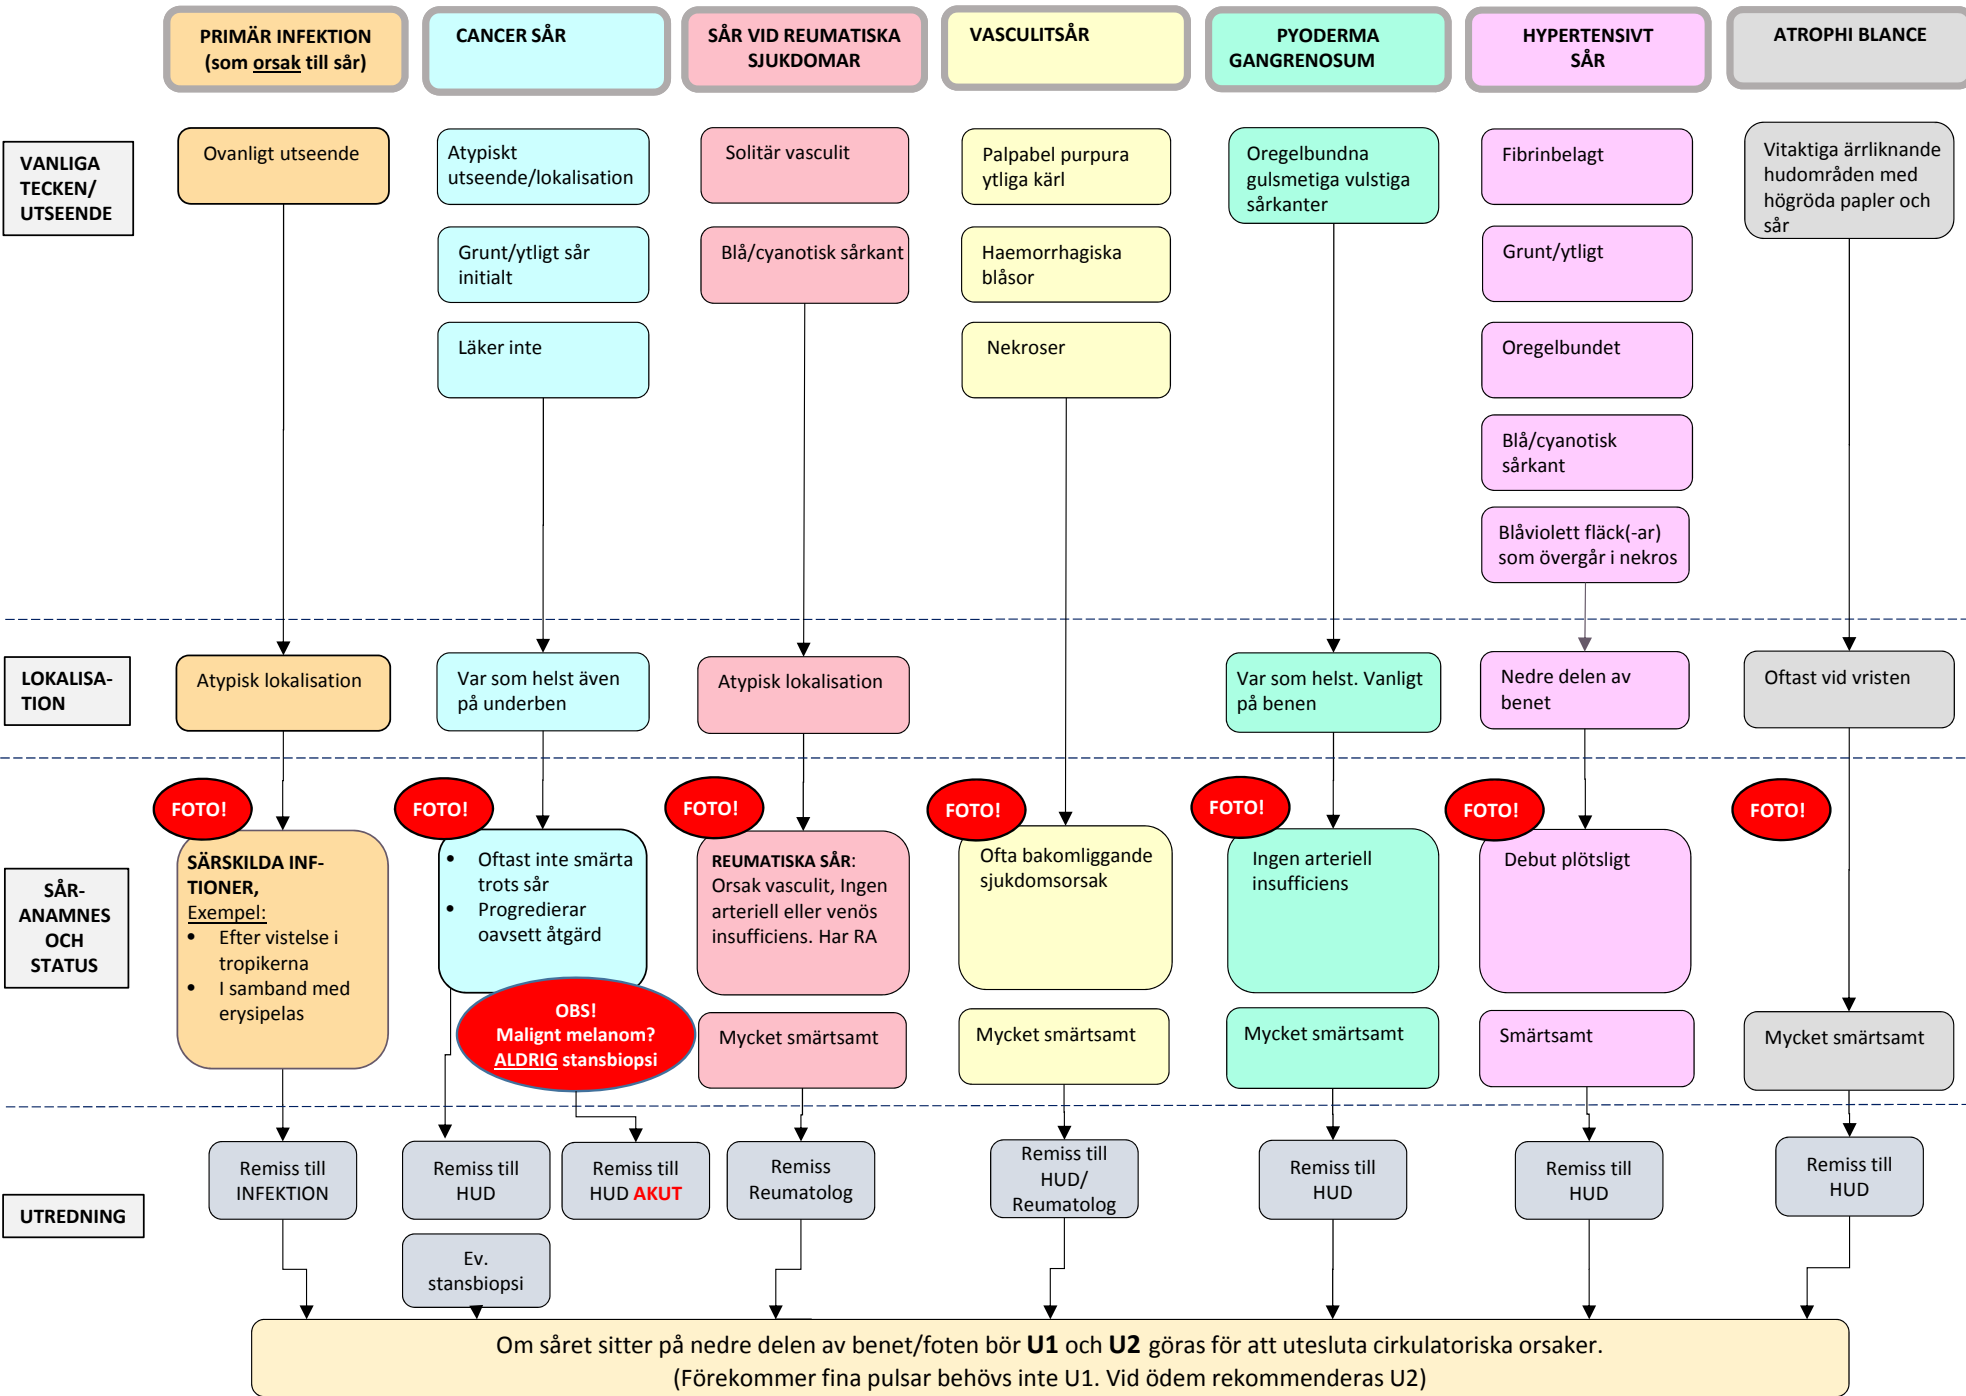 PRIMÄR INFEKTION
(som orsak till sår)
CANCER SÅR
SÅR VID REUMATISKA
SJUKDOMAR
VASCULITSÅR
PYODERMA
GANGRENOSUM
HYPERTENSIVT
SÅR
ATROPHI BLANCE
VANLIGA
TECKEN/
UTSEENDE
Ovanligt utseende
Atypiskt
utseende/lokalisation
Grunt/ytligt sår
initialt
Läker inte
Solitär vasculit
Blå/cyanotisk sårkant
Palpabel purpura
ytliga kärl
Haemorrhagiska
blåsor
Nekroser
Oregelbundna
gulsmetiga vulstiga
sårkanter
Fibrinbelagt
Grunt/ytligt
Oregelbundet
Blå/cyanotisk
sårkant
Blåviolett fläck(-ar)
som övergår i nekros
Vitaktiga ärrliknande
hudområden med
högröda papler och
sår
LOKALISA-
TION
Atypisk lokalisation
Var som helst även
på underben
Atypisk lokalisation
Var som helst. Vanligt
på benen
Nedre delen av
benet
Oftast vid vristen
SÅR-
ANAMNES
OCH
STATUS
FOTO!
SÄRSKILDA INF-
TIONER,
Exempel:
• Efter vistelse i
tropikerna
• I samband med
erysipelas
FOTO!
• Oftast inte smärta
trots sår
• Progredierar
oavsett åtgärd
OBS!
Malignt melanom?
ALDRIG stansbiopsi
FOTO!
REUMATISKA SÅR:
Orsak vasculit, Ingen
arteriell eller venös
insufficiens. Har RA
Mycket smärtsamt
FOTO!
Ofta bakomliggande
sjukdomsorsak
Mycket smärtsamt
FOTO!
Ingen arteriell
insufficiens
Mycket smärtsamt
FOTO!
Debut plötsligt
Smärtsamt
FOTO!
Mycket smärtsamt
UTREDNING
Remiss till
INFEKTION
Remiss till
HUD
Ev.
stansbiopsi
Remiss till
HUD AKUT
Remiss
Reumatolog
Remiss till
HUD/
Reumatolog
Remiss till
HUD
Remiss till
HUD
Remiss till
HUD
Om såret sitter på nedre delen av benet/foten bör U1 och U2 göras för att utesluta cirkulatoriska orsaker.
(Förekommer fina pulsar behövs inte U1. Vid ödem rekommenderas U2)